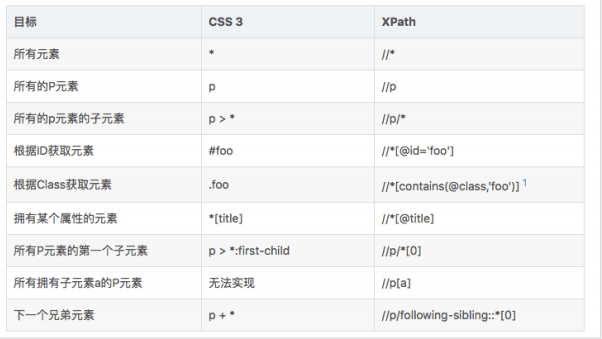 目标 CSS 3 XPath
所有元素 * //*
所有的P元素 p //p
所有的p元素的子元素 p > * //p/*
根据ID获取元素 #foo //*[@id='foo']
根据Class获取元素 .foo //*[contains(@class,'foo')] 1
拥有某个属性的元素 *[title] //*[@title]
所有P元素的第一个子元素 p > *:first-child //p/*[0]
所有拥有子元素a的P元素 无法实现 //p[a]
下一个兄弟元素 p + * //p/following-sibling::*[0]